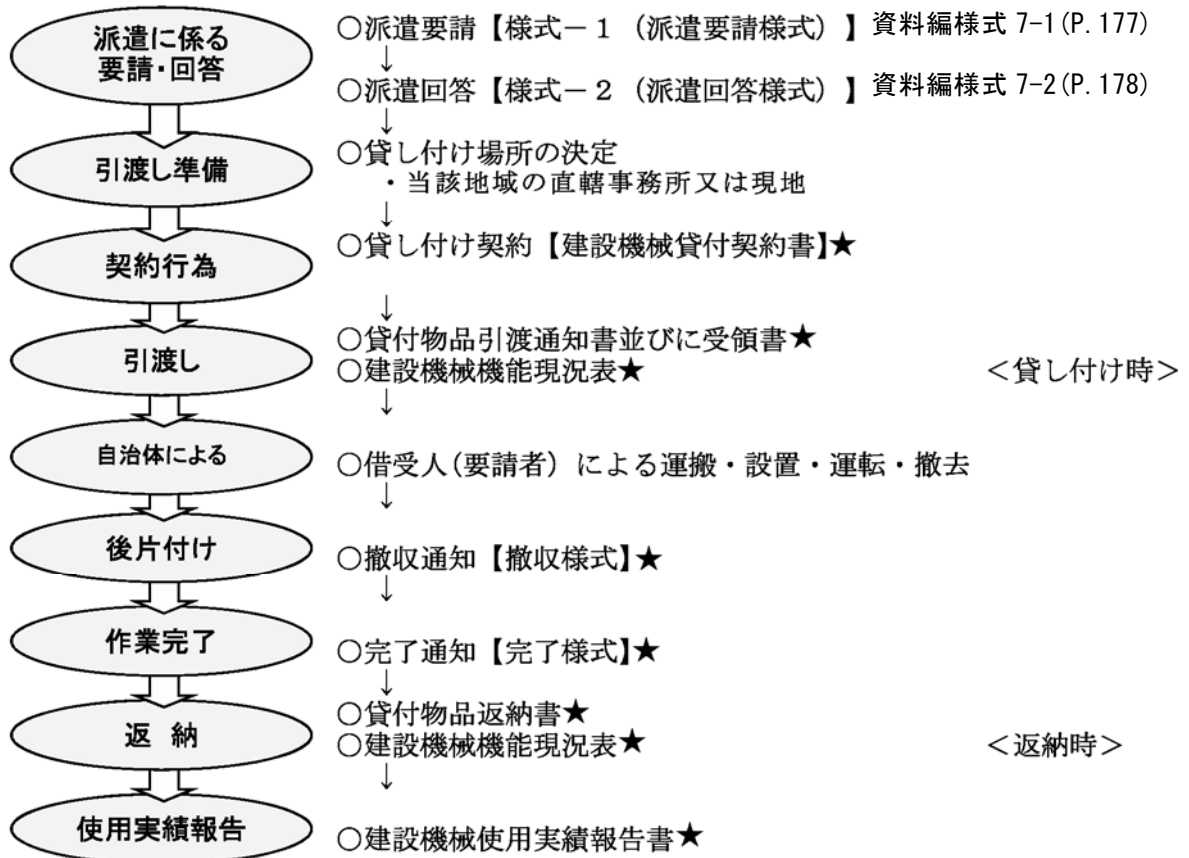 派遣に係る
要請・回答
○派遣要請【様式－１（派遣要請様式）】 資料編様式 7-1(P.177)
↓
○派遣回答【様式－２（派遣回答様式）】 資料編様式 7-2(P.178)
↓
引渡し準備
○貸し付け場所の決定
・当該地域の直轄事務所又は現地
↓
契約行為
○貸し付け契約【建設機械貸付契約書】★
↓
引渡し
○貸付物品引渡通知書並びに受領書★
○建設機械機能現況表★ ＜貸し付け時＞
↓
自治体による
○借受人(要請者）による運搬・設置・運転・撤去
↓
後片付け
○撤収通知【撤収様式】★
↓
作業完了
○完了通知【完了様式】★
↓
返 納
○貸付物品返納書★
○建設機械機能現況表★ ＜返納時＞
↓
使用実績報告
○建設機械使用実績報告書★